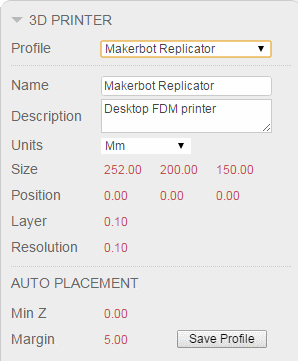 3D PRINTER
Profile Makerbot Replicator
Name Makerbot Replicator
Description Desktop FDM printer
Units Mm
Size 252.00 200.00 150.00
Position 0.00 0.00 0.00
Layer 0.10
Resolution 0.10
AUTO PLACEMENT
Min Z 0.00
Margin 5.00 Save Profile